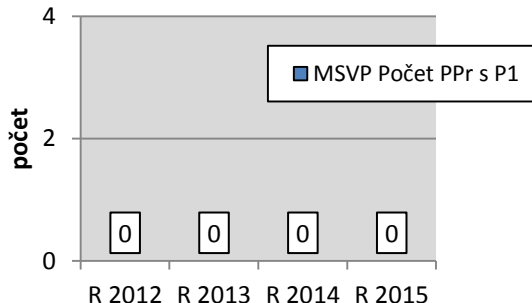 4
MSVP Počet PPr s P1
počet
2
0 0 0 0
0
R 2012 R 2013 R 2014 R 2015